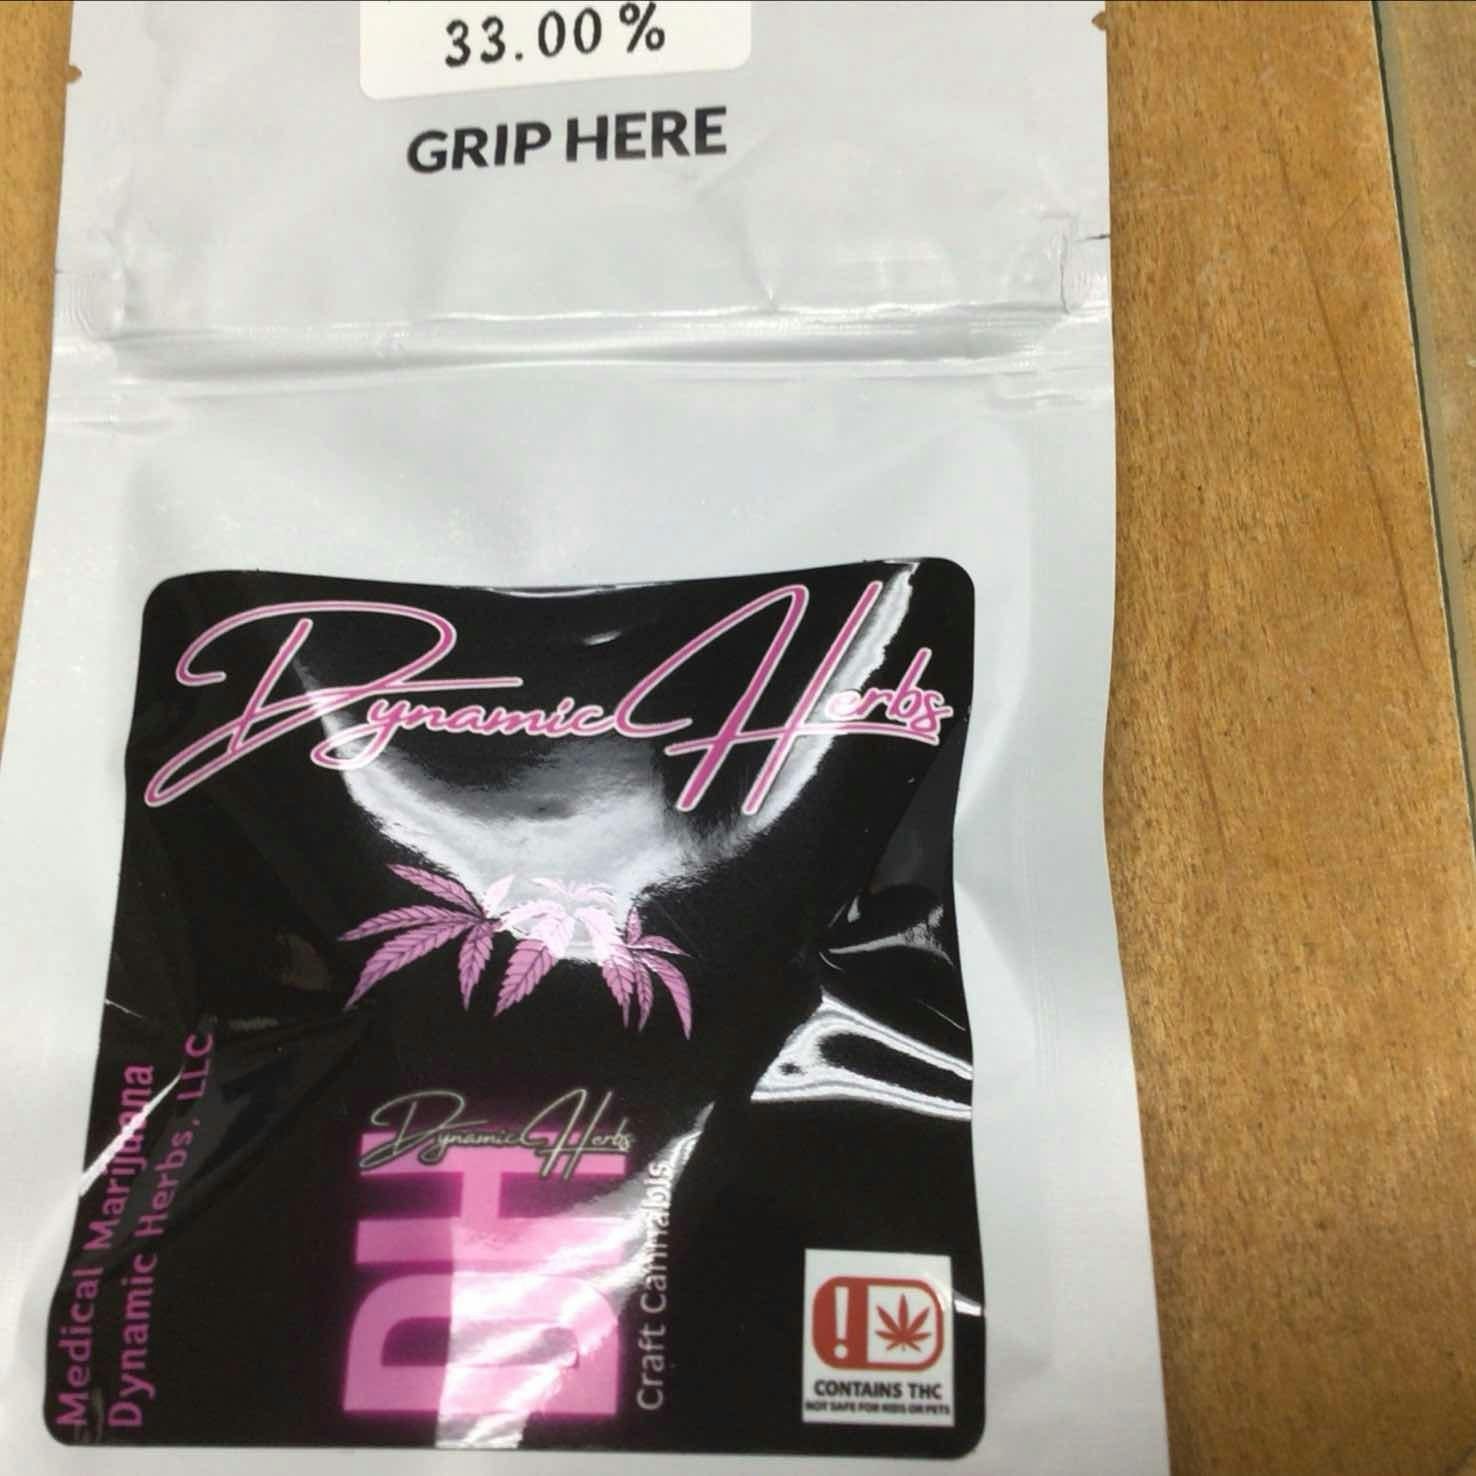 33.00%
GRIP HERE
Dynamic Herbs
Medical Marijuana
Dynamic Herbs, LLC
Dynamic Herbs
DH
Craft Cannabis
CONTAINS THC
NOT SAFE FOR KIDS OR PETS